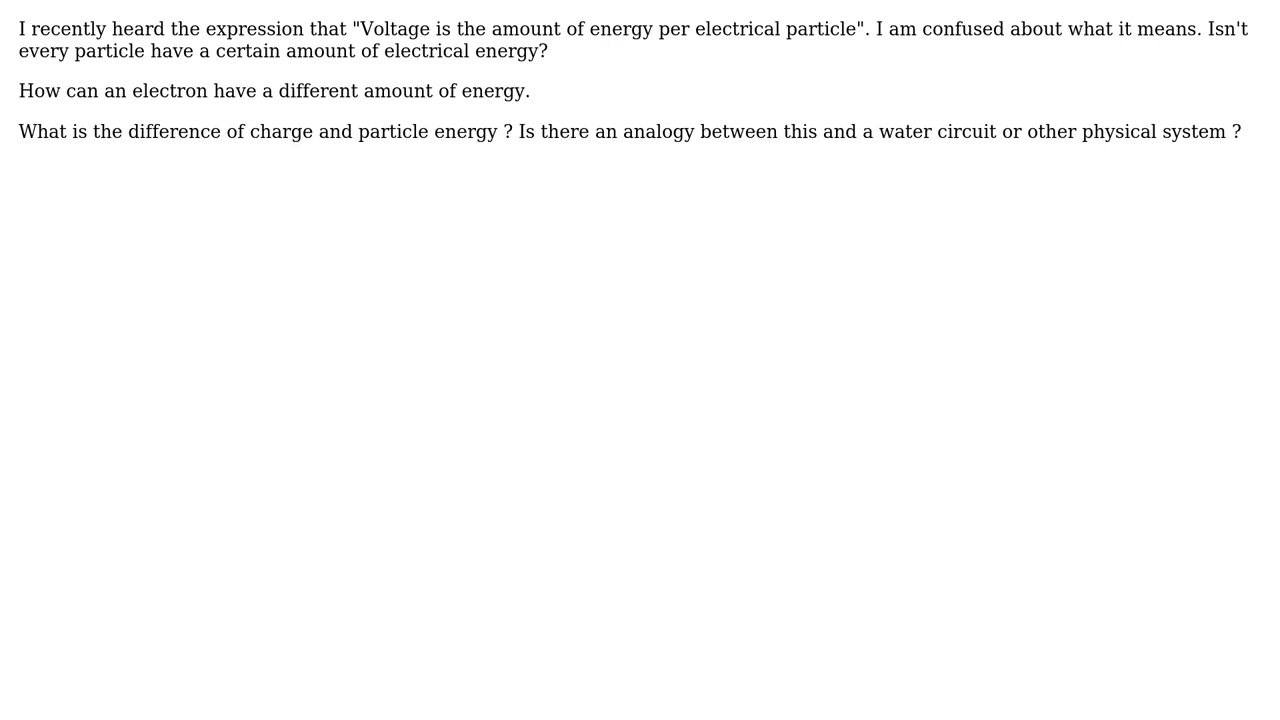 I recently heard the expression that "Voltage is the amount of energy per electrical particle". I am confused about what it means. Isn't
every particle have a certain amount of electrical energy?
How can an electron have a different amount of energy.
What is the difference of charge and particle energy ? Is there an analogy between this and a water circuit or other physical system ?